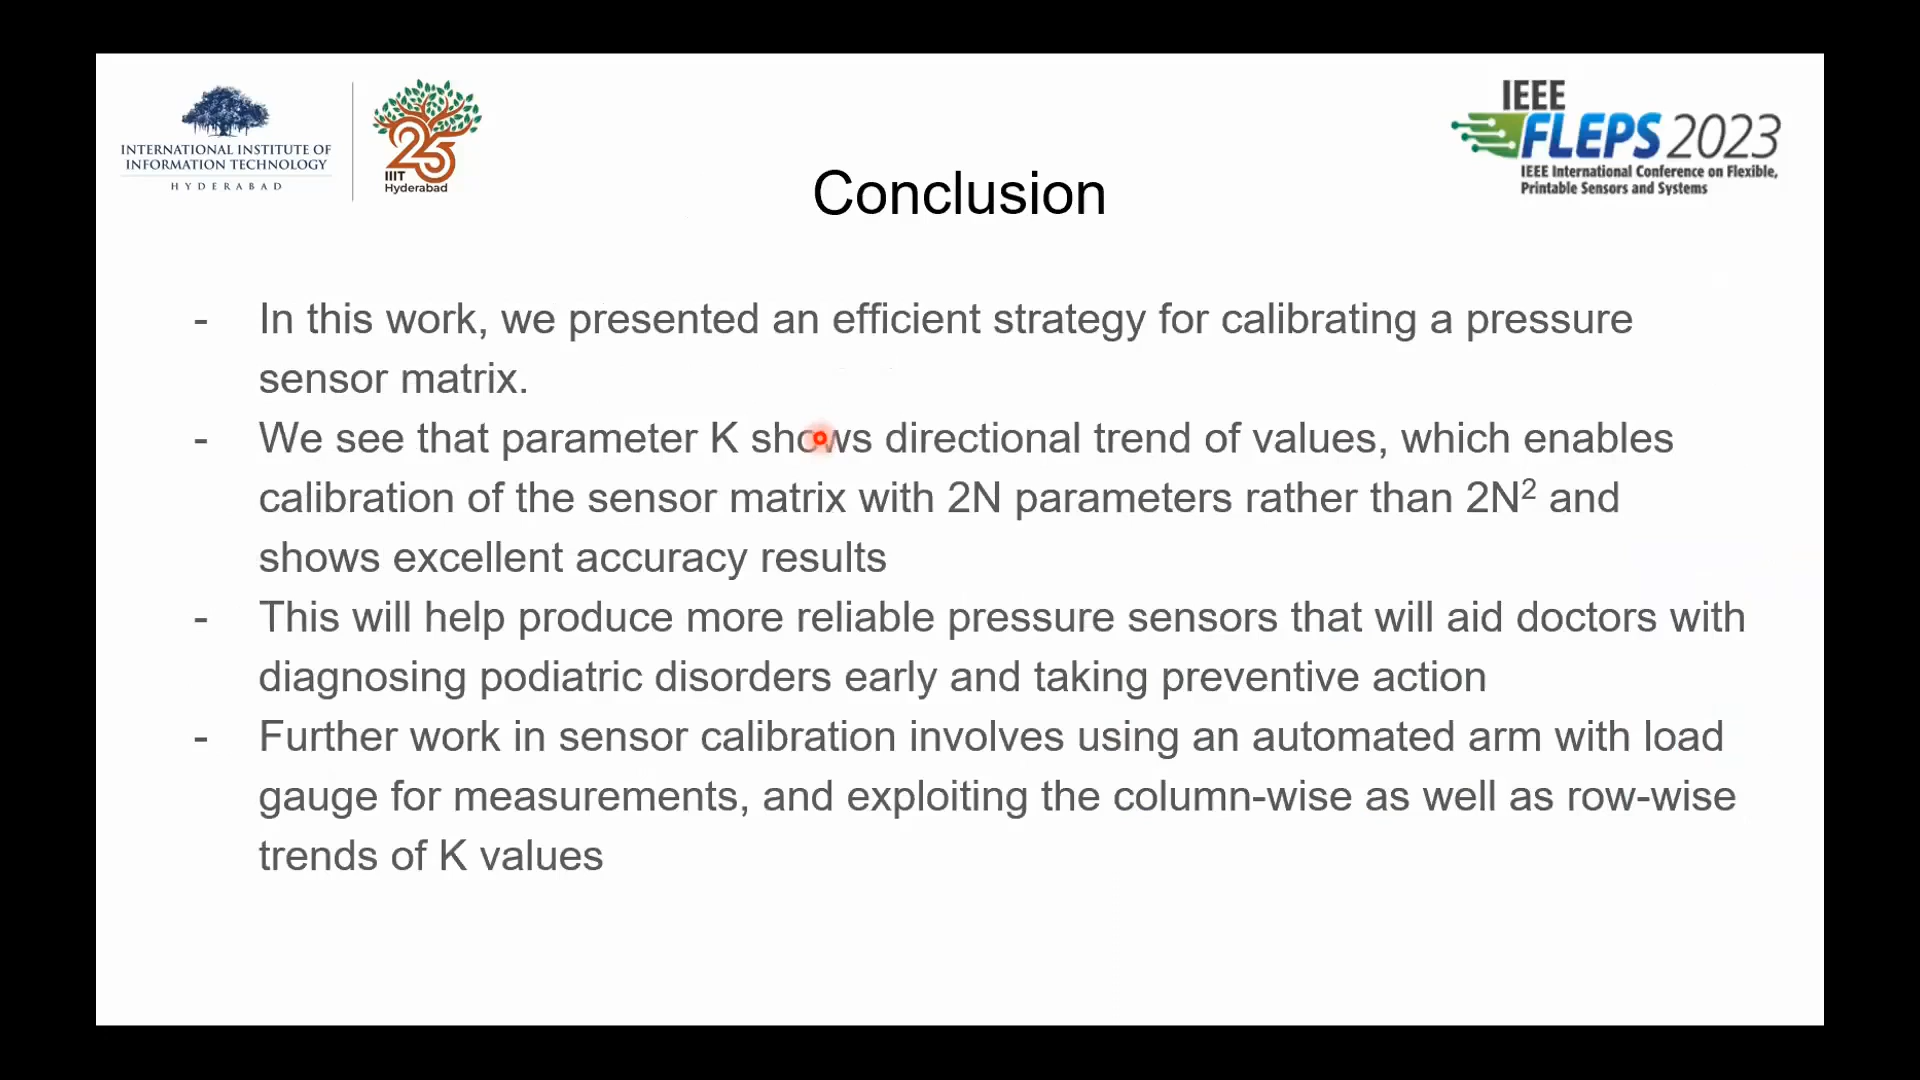 INTERNATIONAL INSTITUTE OF
INFORMATION TECHNOLOGY
HYDERABAD
25
IIIT
Hyderabad
IEEE
FLEPS 2023
IEEE International Conference on Flexible,
Printable Sensors and Systems
Conclusion
- In this work, we presented an efficient strategy for calibrating a pressure
sensor matrix.
- We see that parameter K shows directional trend of values, which enables
calibration of the sensor matrix with 2N parameters rather than 2N² and
shows excellent accuracy results
- This will help produce more reliable pressure sensors that will aid doctors with
diagnosing podiatric disorders early and taking preventive action
- Further work in sensor calibration involves using an automated arm with load
gauge for measurements, and exploiting the column-wise as well as row-wise
trends of K values